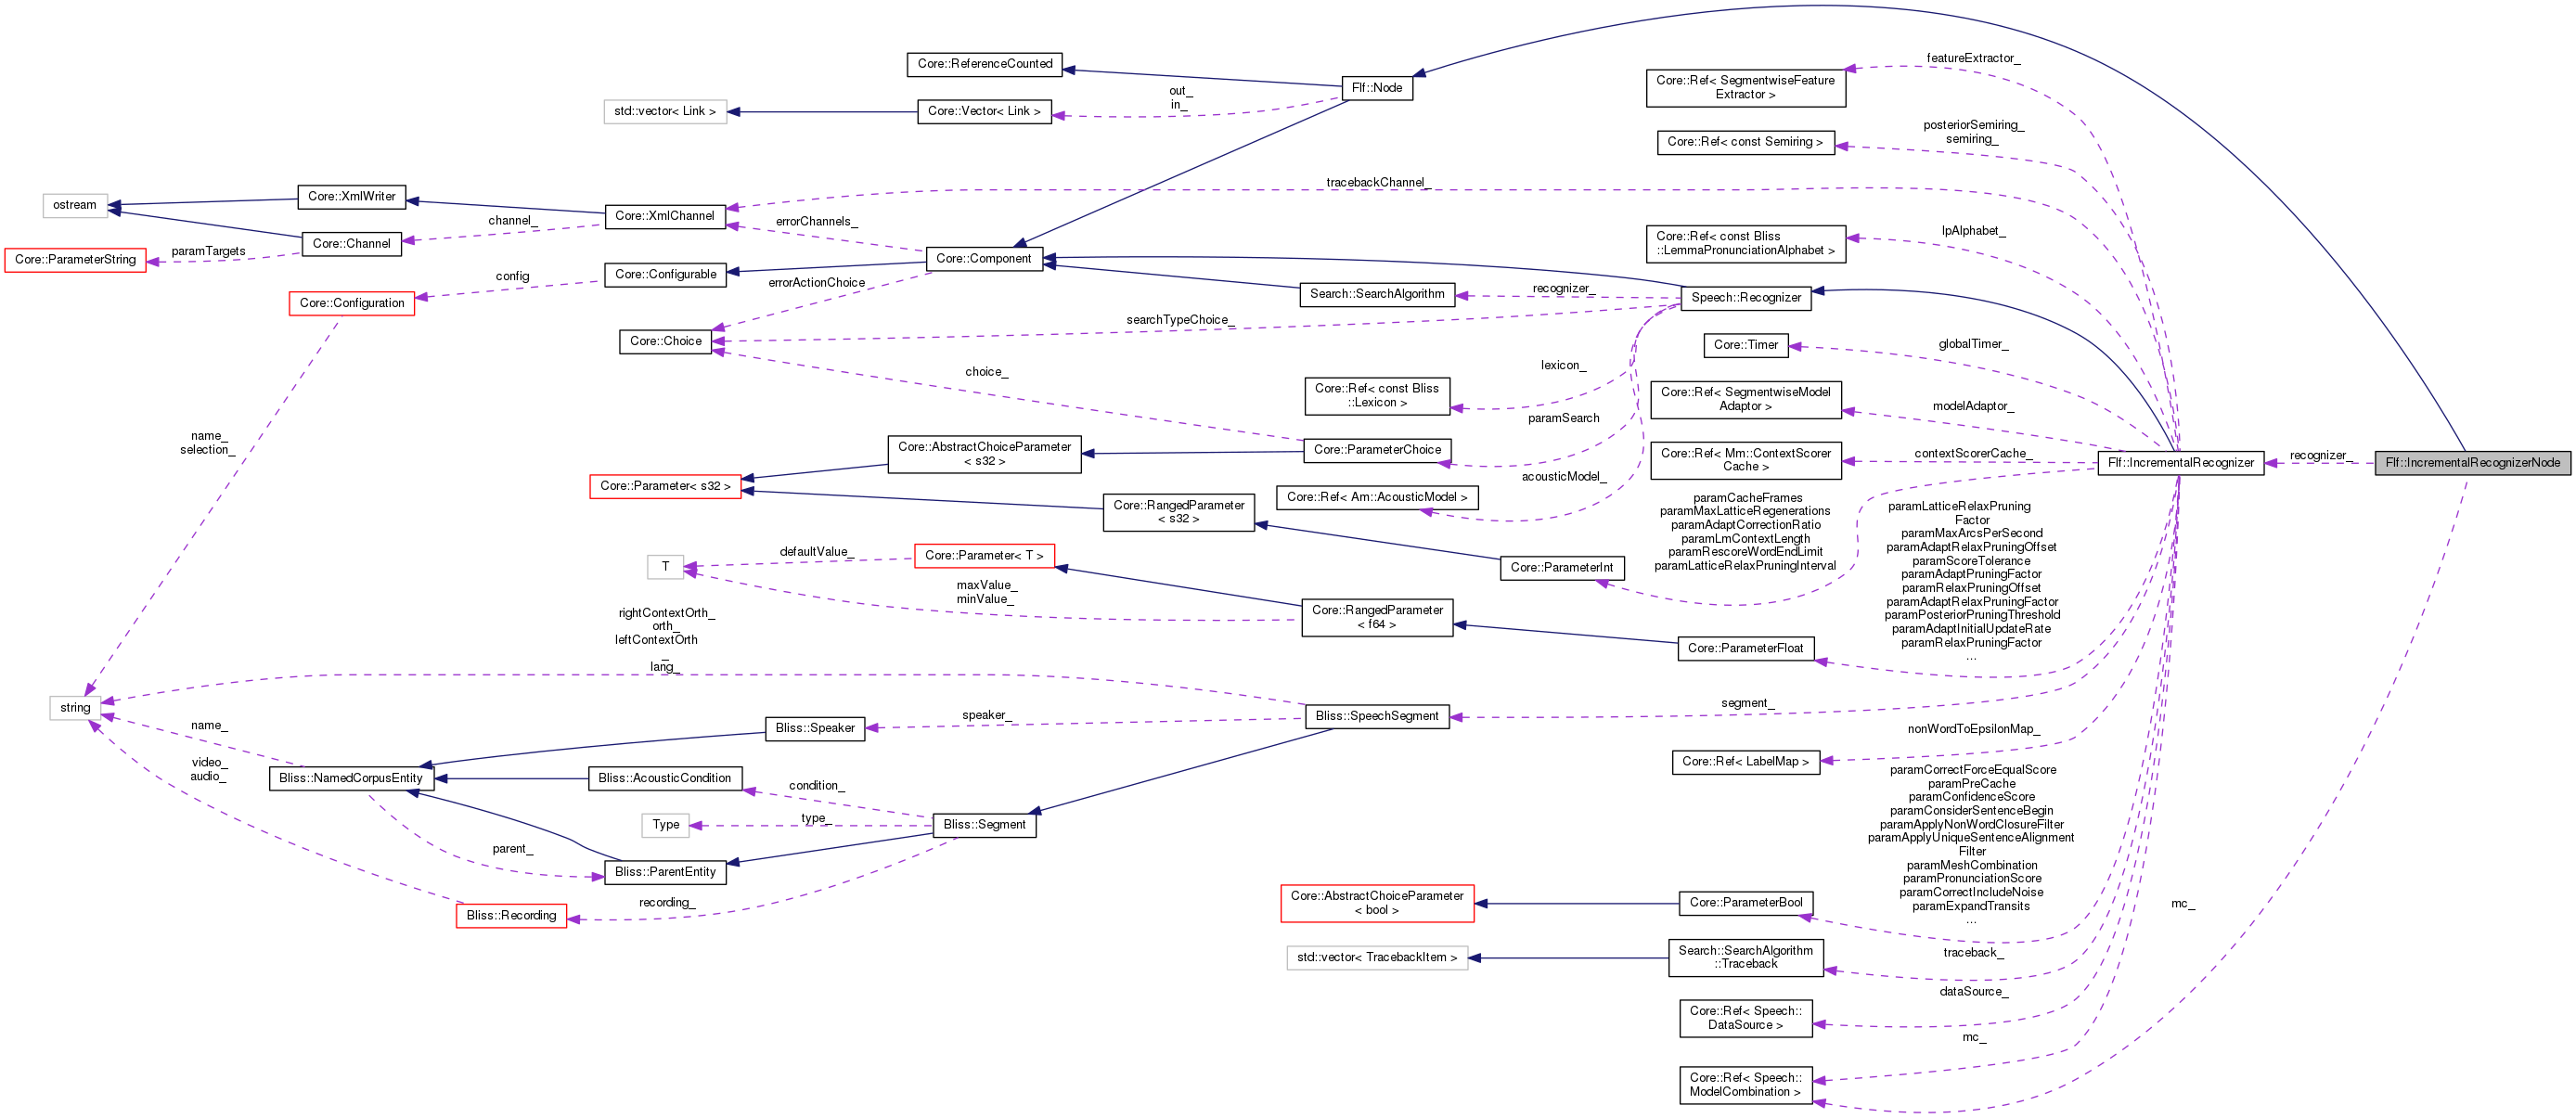 Core::ReferenceCounted
std::vector< Link >
Core::Vector< Link >
out_
in_
Flf::Node
featureExtractor_
Core::Ref< SegmentwiseFeature
Extractor >
posteriorSemiring_
semiring_
Core::Ref< const Semiring >
tracebackChannel_
ostream
Core::XmlWriter
Core::XmlChannel
errorChannels_
channel_
Core::Channel
paramTargets
Core::ParameterString
lpAlphabet_
Core::Ref< const Bliss
::LemmaPronunciationAlphabet >
Core::Component
Core::Configurable
config
Core::Configuration
errorActionChoice
Search::SearchAlgorithm
recognizer_
Speech::Recognizer
searchTypeChoice_
Core::Choice
Core::Timer
globalTimer_
choice_
lexicon_
Core::Ref< const Bliss
::Lexicon >
Core::Ref< SegmentwiseModel
Adaptor >
modelAdaptor_
paramSearch
name_
selection_
Core::AbstractChoiceParameter
< s32 >
Core::ParameterChoice
Core::Ref< Mm::ContextScorer
Cache >
contextScorerCache_
Flf::IncrementalRecognizer
recognizer_
Flf::IncrementalRecognizerNode
Core::Parameter< s32 >
acousticModel_
Core::Ref< Am::AcousticModel >
Core::RangedParameter
< s32 >
paramCacheFrames
paramMaxLatticeRegenerations
paramAdaptCorrectionRatio
paramLmContextLength
paramRescoreWordEndLimit
paramLatticeRelaxPruningInterval
paramLatticeRelaxPruning
Factor
paramMaxArcsPerSecond
paramAdaptRelaxPruningOffset
paramScoreTolerance
paramAdaptPruningFactor
paramRelaxPruningOffset
paramAdaptRelaxPruningFactor
paramPosteriorPruningThreshold
paramAdaptInitialUpdateRate
paramRelaxPruningFactor
...
T
defaultValue_
Core::Parameter< T >
Core::ParameterInt
maxValue_
minValue_
Core::RangedParameter
< f64 >
Core::ParameterFloat
rightContextOrth_
orth_
leftContextOrth
_
lang_
string
segment_
Bliss::SpeechSegment
speaker_
Bliss::Speaker
name_
nonWordToEpsilonMap_
Core::Ref< LabelMap >
video_
audio_
Bliss::NamedCorpusEntity
Bliss::AcousticCondition
condition_
type_
Type
Bliss::Segment
parent_
Bliss::ParentEntity
recording_
Bliss::Recording
paramCorrectForceEqualScore
paramPreCache
paramConfidenceScore
paramConsiderSentenceBegin
paramApplyNonWordClosureFilter
paramApplyUniqueSentenceAlignment
Filter
paramMeshCombination
paramPronunciationScore
paramCorrectIncludeNoise
paramExpandTransits
...
Core::AbstractChoiceParameter
< bool >
Core::ParameterBool
mc_
std::vector< TracebackItem >
Search::SearchAlgorithm
::Traceback
traceback_
dataSource_
Core::Ref< Speech::
DataSource >
mc_
Core::Ref< Speech::
ModelCombination >